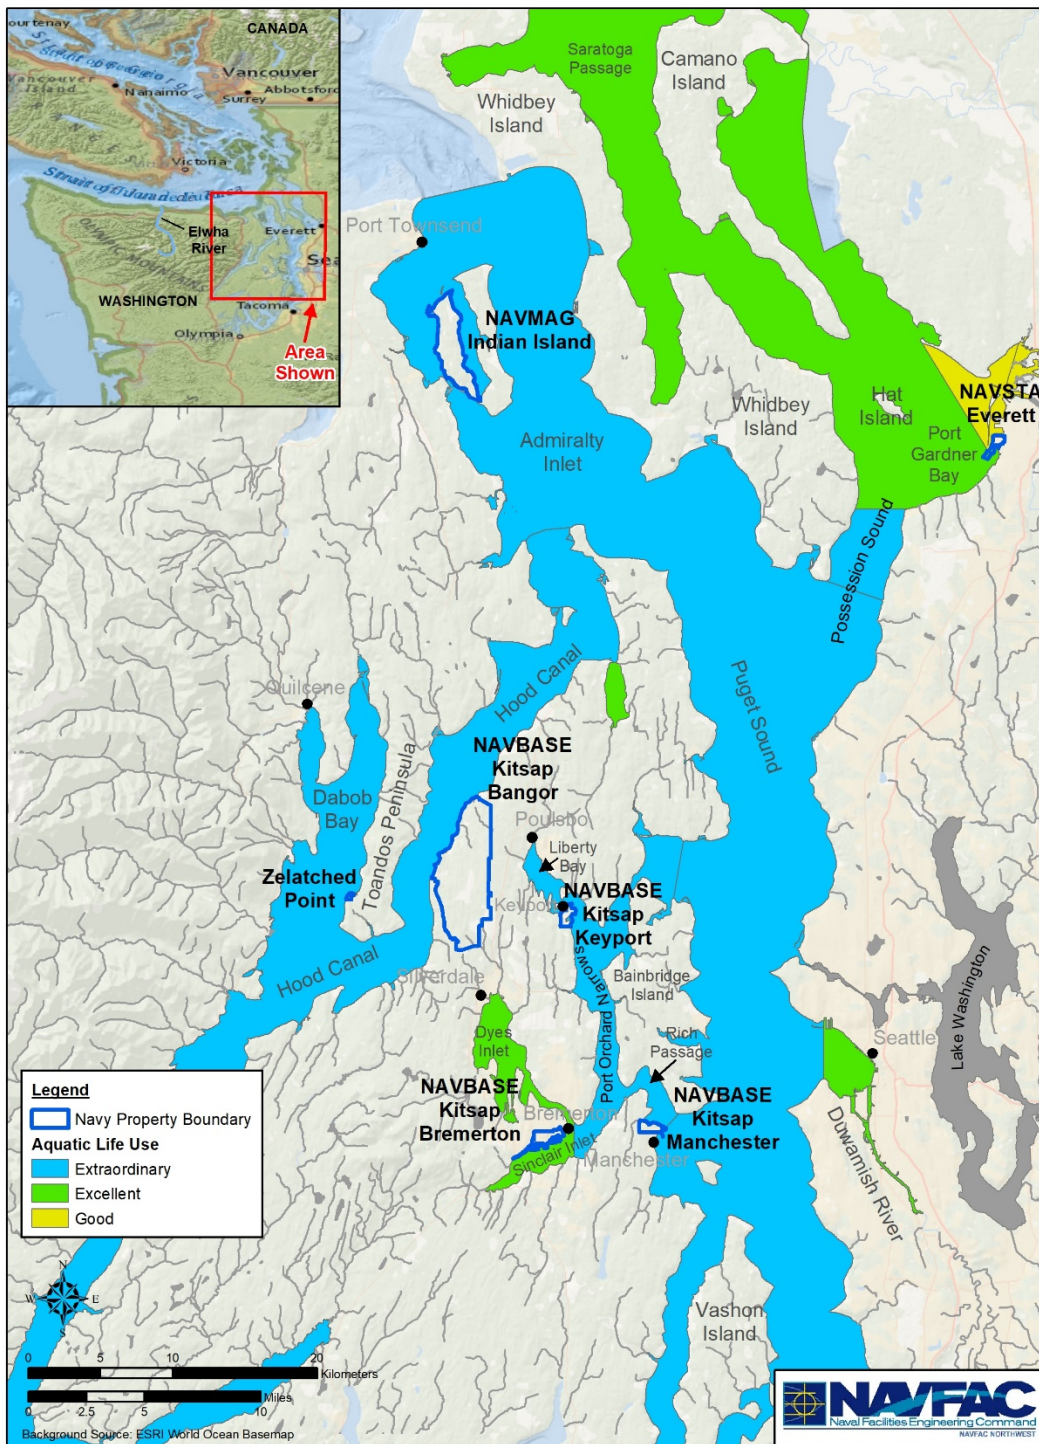 CANADA
Strait of Georgia
Vancouver
Island
Vancouver
Nanaimo
Abbotsford
Surrey
Victoria
Elwha
River
Everett
OLYMPIC MOUNTAINS
WASHINGTON
Tacoma
Olympia
Area
Shown
Saratoga
Passage
Camano
Island
Whidbey
Island
Port Townsend
NAVMAG
Indian Island
Admiralty
Inlet
Whidbey
Island
Hat
Island
NAVSTA
Everett
Port
Gardner
Bay
Possession Sound
Puget Sound
Hood Canal
Quilcene
Dabob
Bay
Toandos Peninsula
Zelatched
Point
NAVBASE
Kitsap
Bangor
Poulsbo
Liberty
Bay
Keyport
NAVBASE
Kitsap
Keyport
Hood Canal
Silverdale
Port Orchard Narrows
Bainbridge
Island
Rich
Passage
Dyes
Inlet
NAVBASE
Kitsap
Bremerton
Bremerton
Sinclair Inlet
NAVBASE
Kitsap
Manchester
Manchester
Seattle
Lake Washington
Duwamish River
Vashon
Island
Legend
Navy Property Boundary
Aquatic Life Use
Extraordinary
Excellent
Good
N
W E
S
0 5 10 20
Kilometers
Miles
0 2.5 5 10
Background Source: ESRI World Ocean Basemap
NAVFAC
Naval Facilities Engineering Command
NAVFAC NORTHWEST